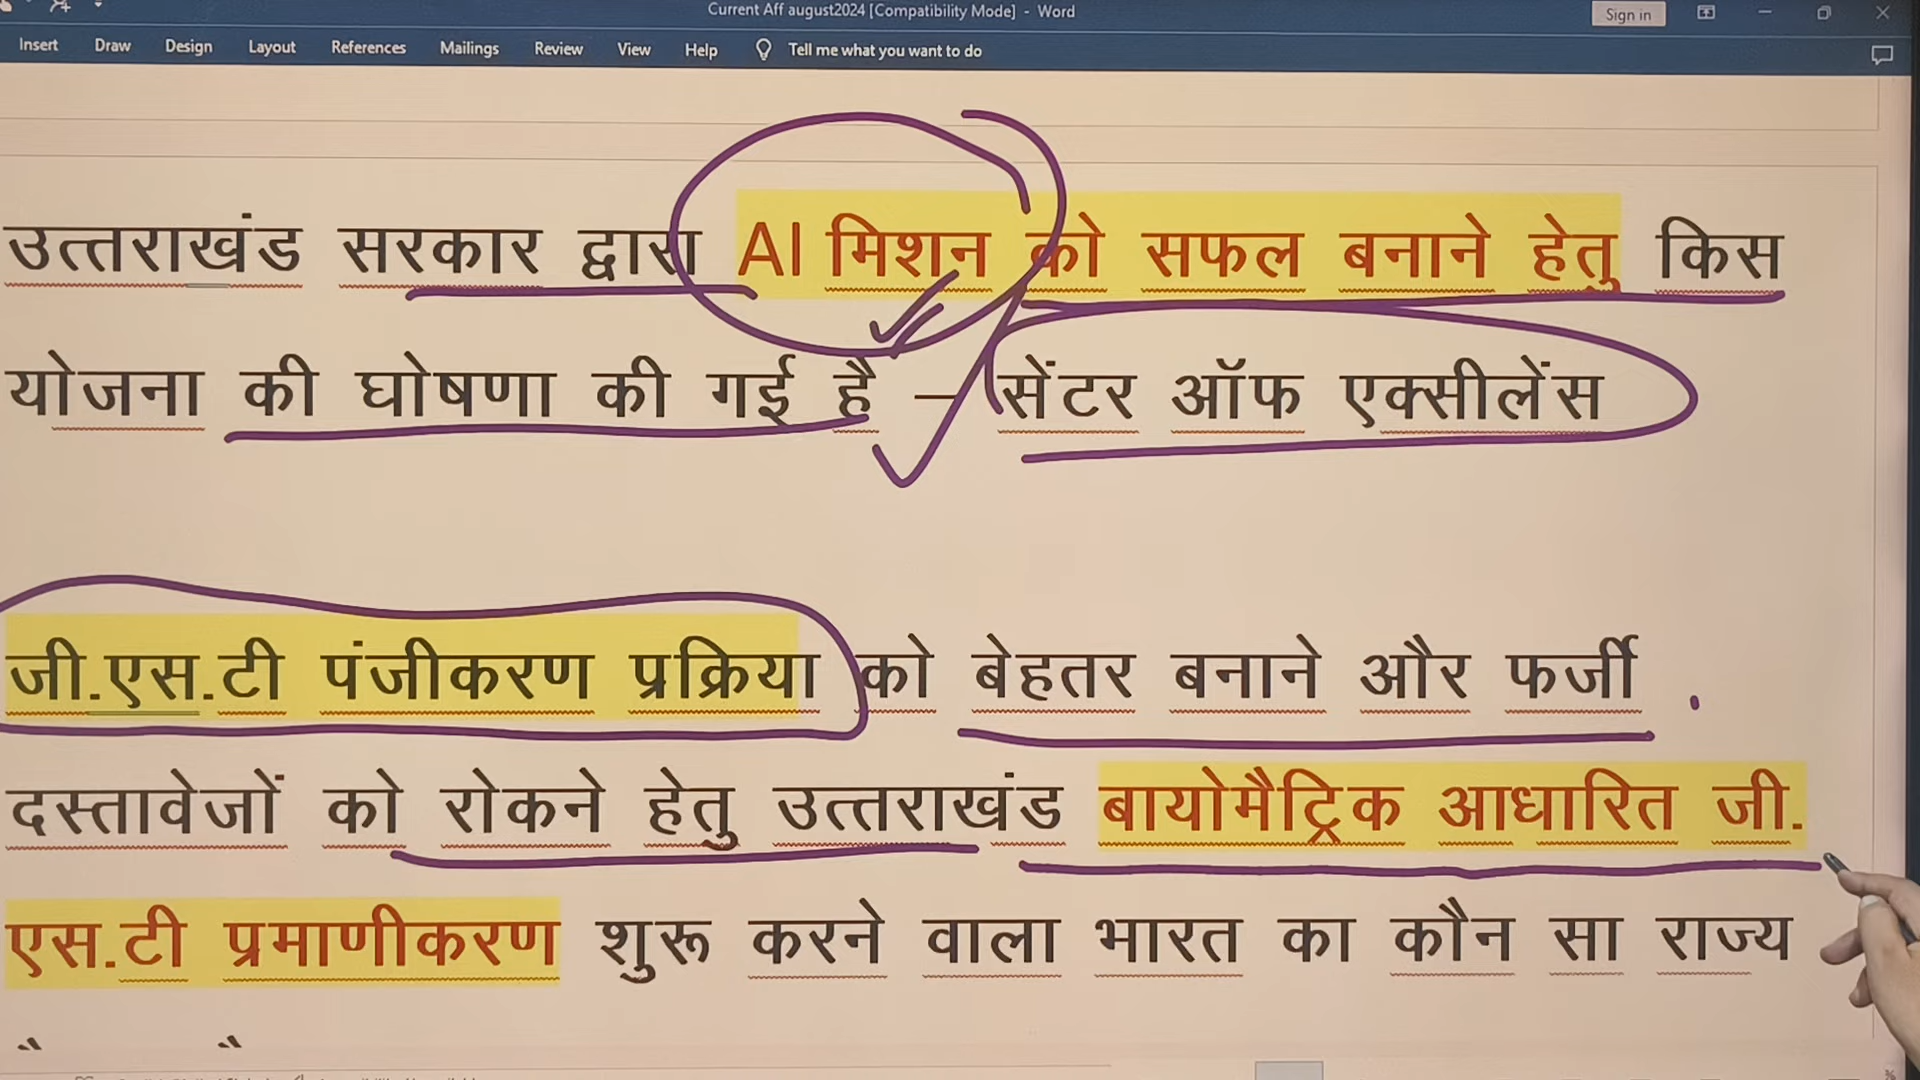 Current Aff august2024 [Compatibility Mode] - Word
Sign in
Insert Draw Design Layout References Mailings Review View Help Tell me what you want to do
उत्तराखंड सरकार द्वारा AI मिशन को सफल बनाने हेतु किस
योजना की घोषणा की गई है – सेंटर ऑफ एक्सीलेंस
जी.एस.टी पंजीकरण प्रक्रिया को बेहतर बनाने और फर्जी
दस्तावेजों को रोकने हेतु उत्तराखंड बायोमैट्रिक आधारित जी.
एस.टी प्रमाणीकरण शुरू करने वाला भारत का कौन सा राज्य